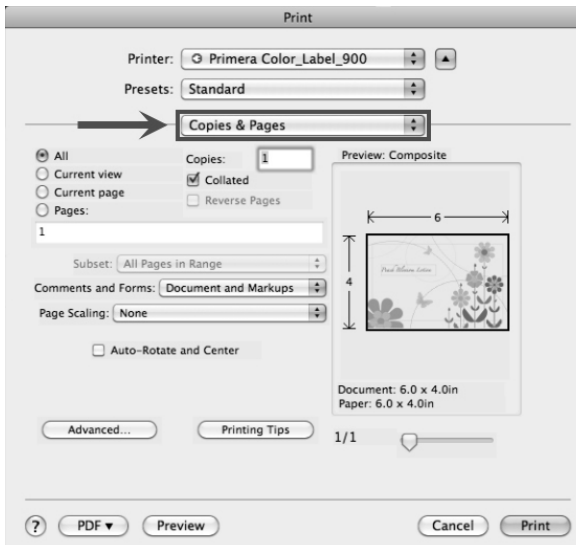 Print
Printer: Primera Color_Label_900
Presets: Standard
Copies & Pages
All
Current view
Current page
Pages:
1
Copies: 1
Collated
Reverse Pages
Subset: All Pages in Range
Comments and Forms: Document and Markups
Page Scaling: None
Auto-Rotate and Center
Advanced...
Printing Tips
Preview: Composite
6
4
Peach Blossom Lotion
Document: 6.0 x 4.0in
Paper: 6.0 x 4.0in
1/1
?
PDF ▼
Preview
Cancel
Print